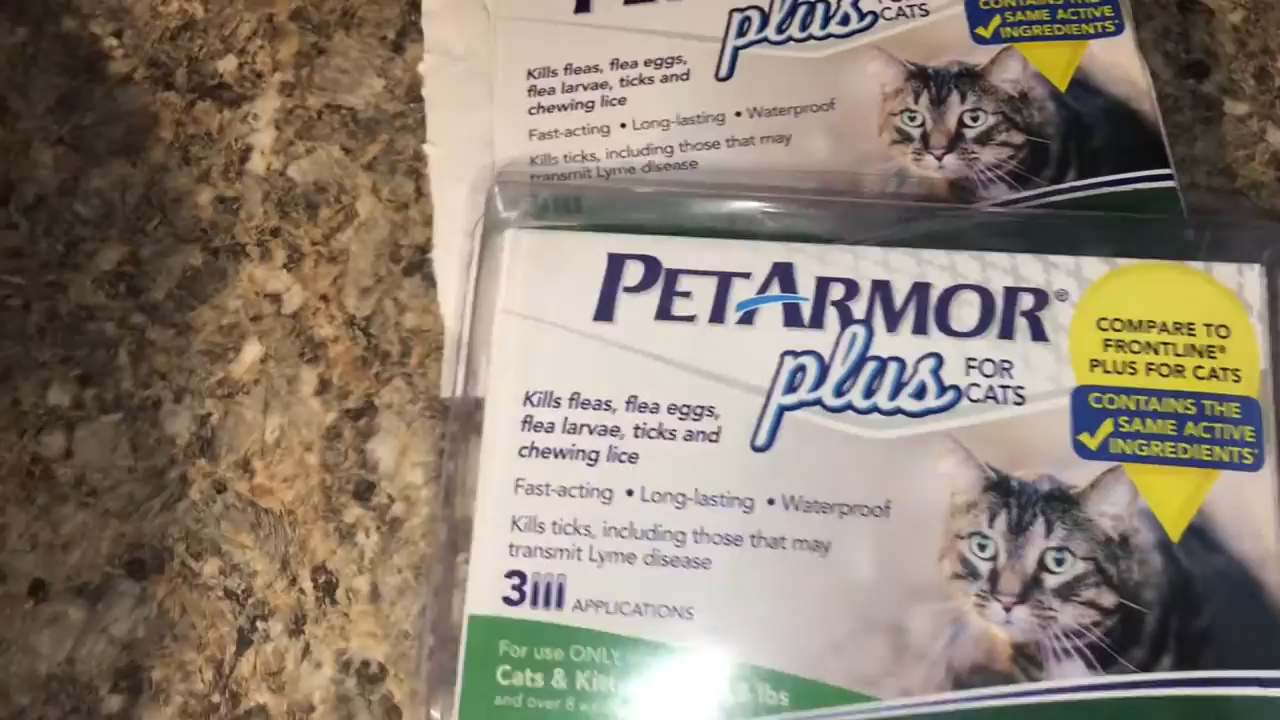 plus
CATS
CONTAINS THE
SAME ACTIVE
INGREDIENTS*
Kills fleas, flea eggs,
flea larvae, ticks and
chewing lice
Fast-acting • Long-lasting • Waterproof
Kills ticks, including those that may
transmit Lyme disease
PETARMOR®
plus FOR
CATS
COMPARE TO
FRONTLINE®
PLUS FOR CATS
CONTAINS THE
SAME ACTIVE
INGREDIENTS*
Kills fleas, flea eggs,
flea larvae, ticks and
chewing lice
Fast-acting • Long-lasting • Waterproof
Kills ticks, including those that may
transmit Lyme disease
3 APPLICATIONS
For use ONLY
Cats & lbs
and over 8